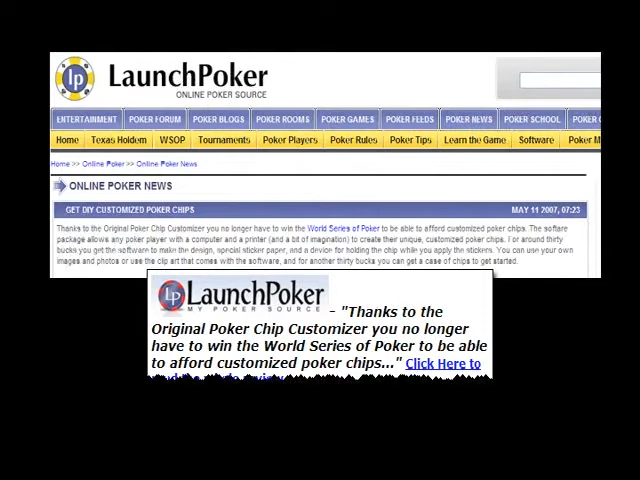 lp LaunchPoker
ONLINE POKER SOURCE
ENTERTAINMENT POKER FORUM POKER BLOGS POKER ROOMS POKER GAMES POKER FEEDS POKER NEWS POKER SCHOOL POKER
Home Texas Holdem WSOP Tournaments Poker Players Poker Rules Poker Tips Learn the Game Software Poker M
Home >> Online Poker >> Online Poker News
ONLINE POKER NEWS
GET DIY CUSTOMIZED POKER CHIPS MAY 11 2007, 07:23
Thanks to the Original Poker Chip Customizer you no longer have to win the World Series of Poker to be able to afford customized poker chips. The softare
package allows any poker player with a computer and a printer (and a bit of imagnation) to create their unique, customized poker chips. For around thirty
bucks you get the software to make the design, special sticker paper, and a device for holding the chip while you apply the stickers. You can use your own
images and photos or use the clip art that comes with the software, and for another thirty bucks you can get a case of chips to get started.
Lp LaunchPoker
MY POKER SOURCE - "Thanks to the
Original Poker Chip Customizer you no longer
have to win the World Series of Poker to be able
to afford customized poker chips..." Click Here to